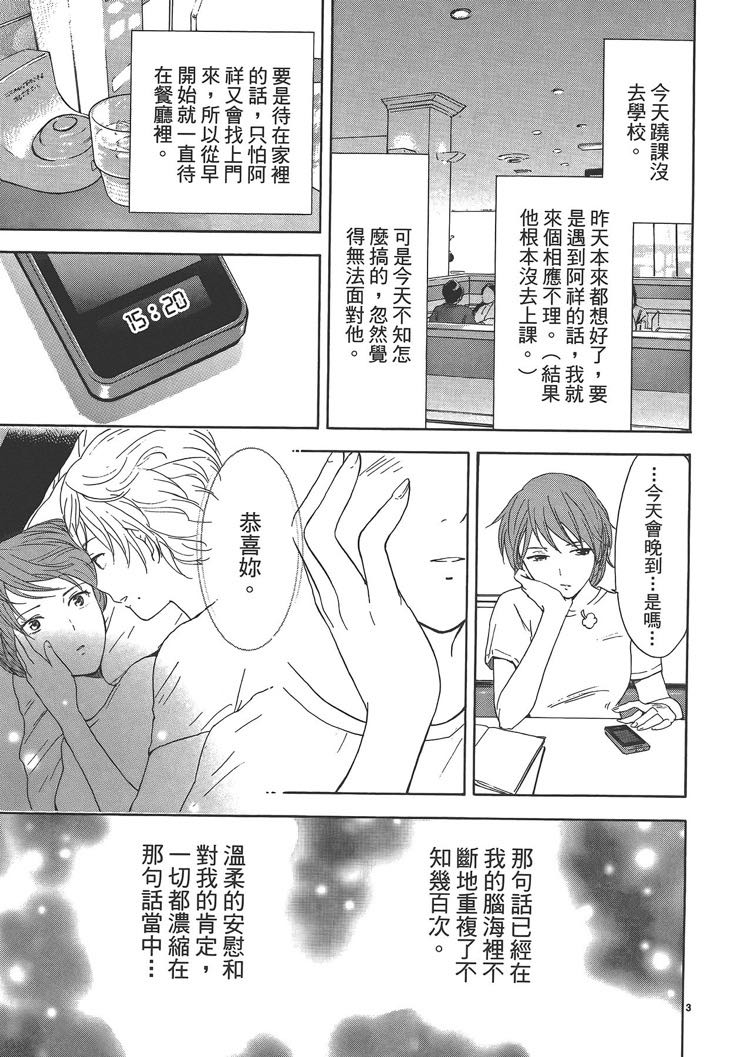 今天蹺課沒
去學校。
昨天本來都想好了，要
是遇到阿祥的話，我就
來個相應不理。（結果
他根本沒去上課。）
可是今天不知怎
麼搞的，忽然覺
得無法面對他。
要是待在家裡
的話，只怕阿
祥又會找上門
來，所以從早
開始就一直待
在餐廳裡。
15:20
…今天會晚到…是嗎…
恭喜妳。
那句話已經在
我的腦海裡不
斷地重複了不
知幾百次。
溫柔的安慰和
對我的肯定，
一切都濃縮在
那句話當中…
3